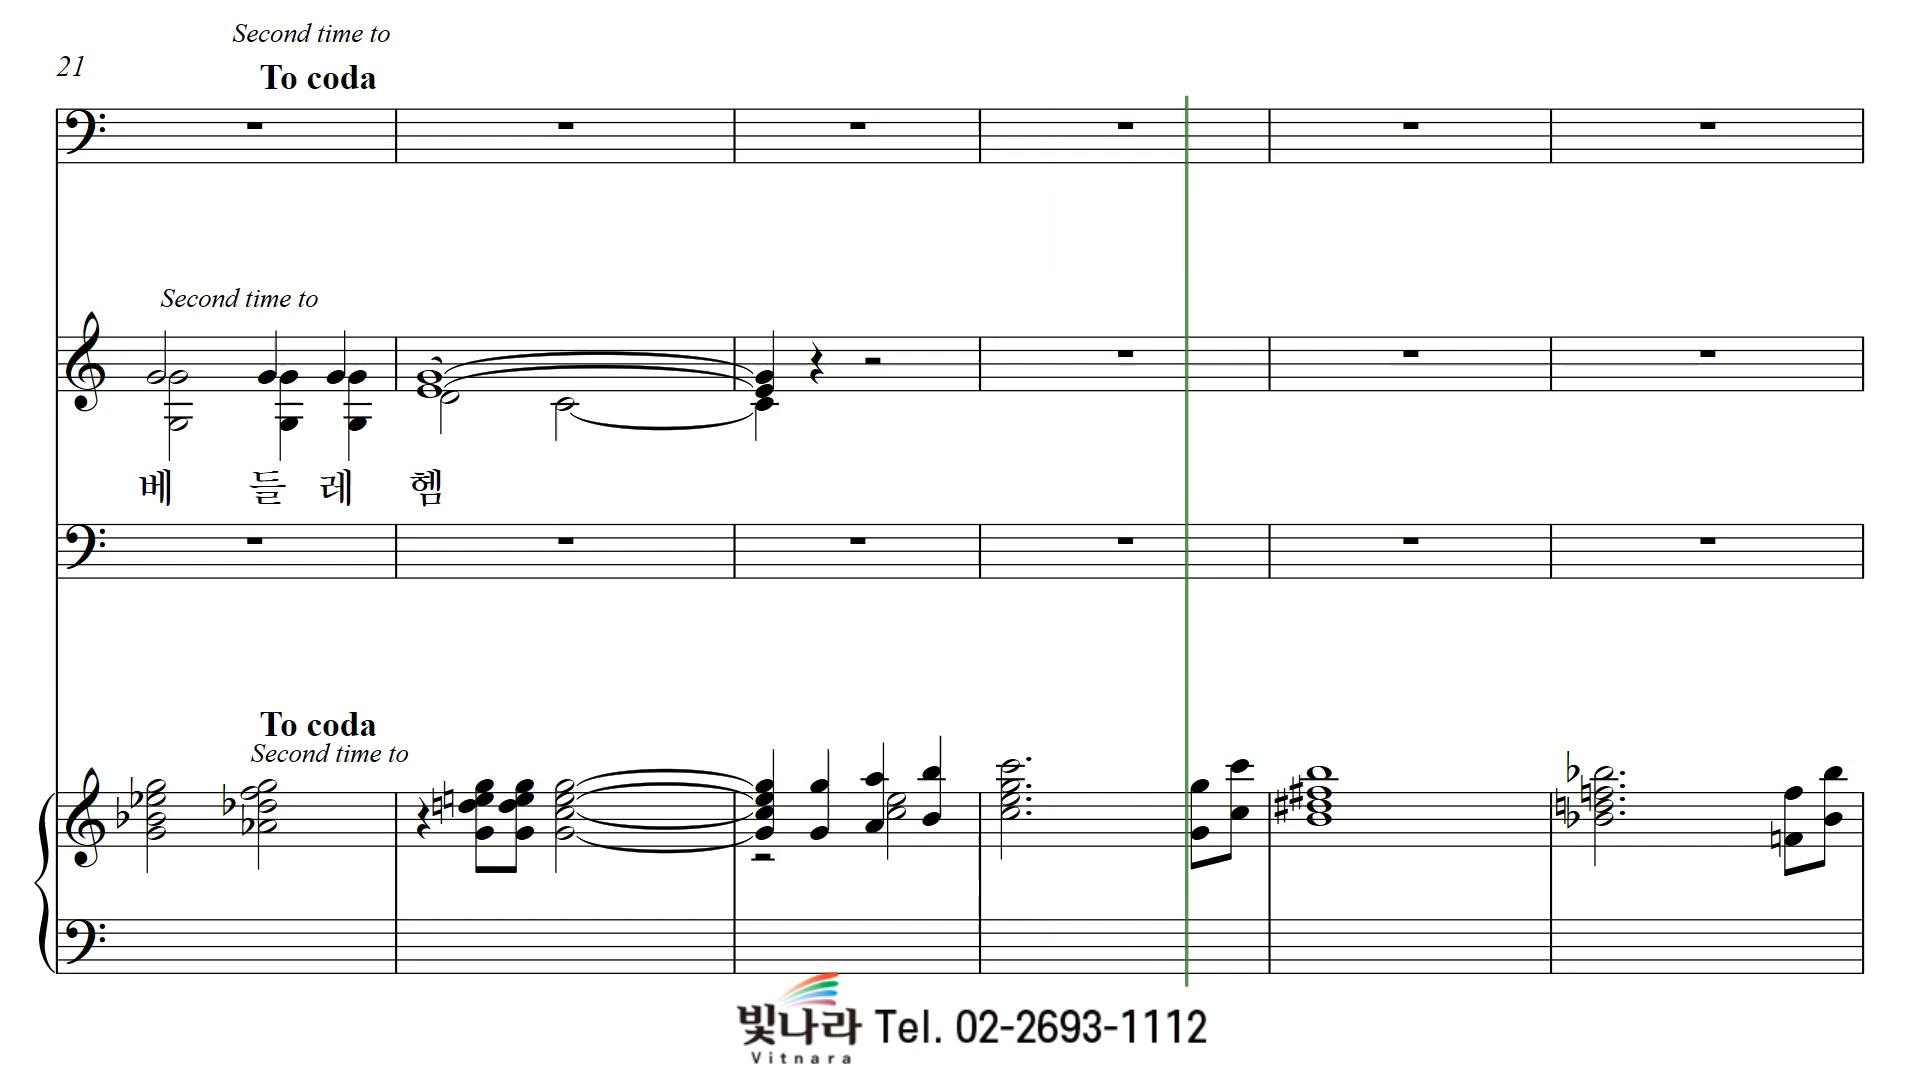 Second time to
21
To coda
Second time to
베 들 레 헴
To coda
Second time to
빛나라 Tel. 02-2693-1112
Vitnara